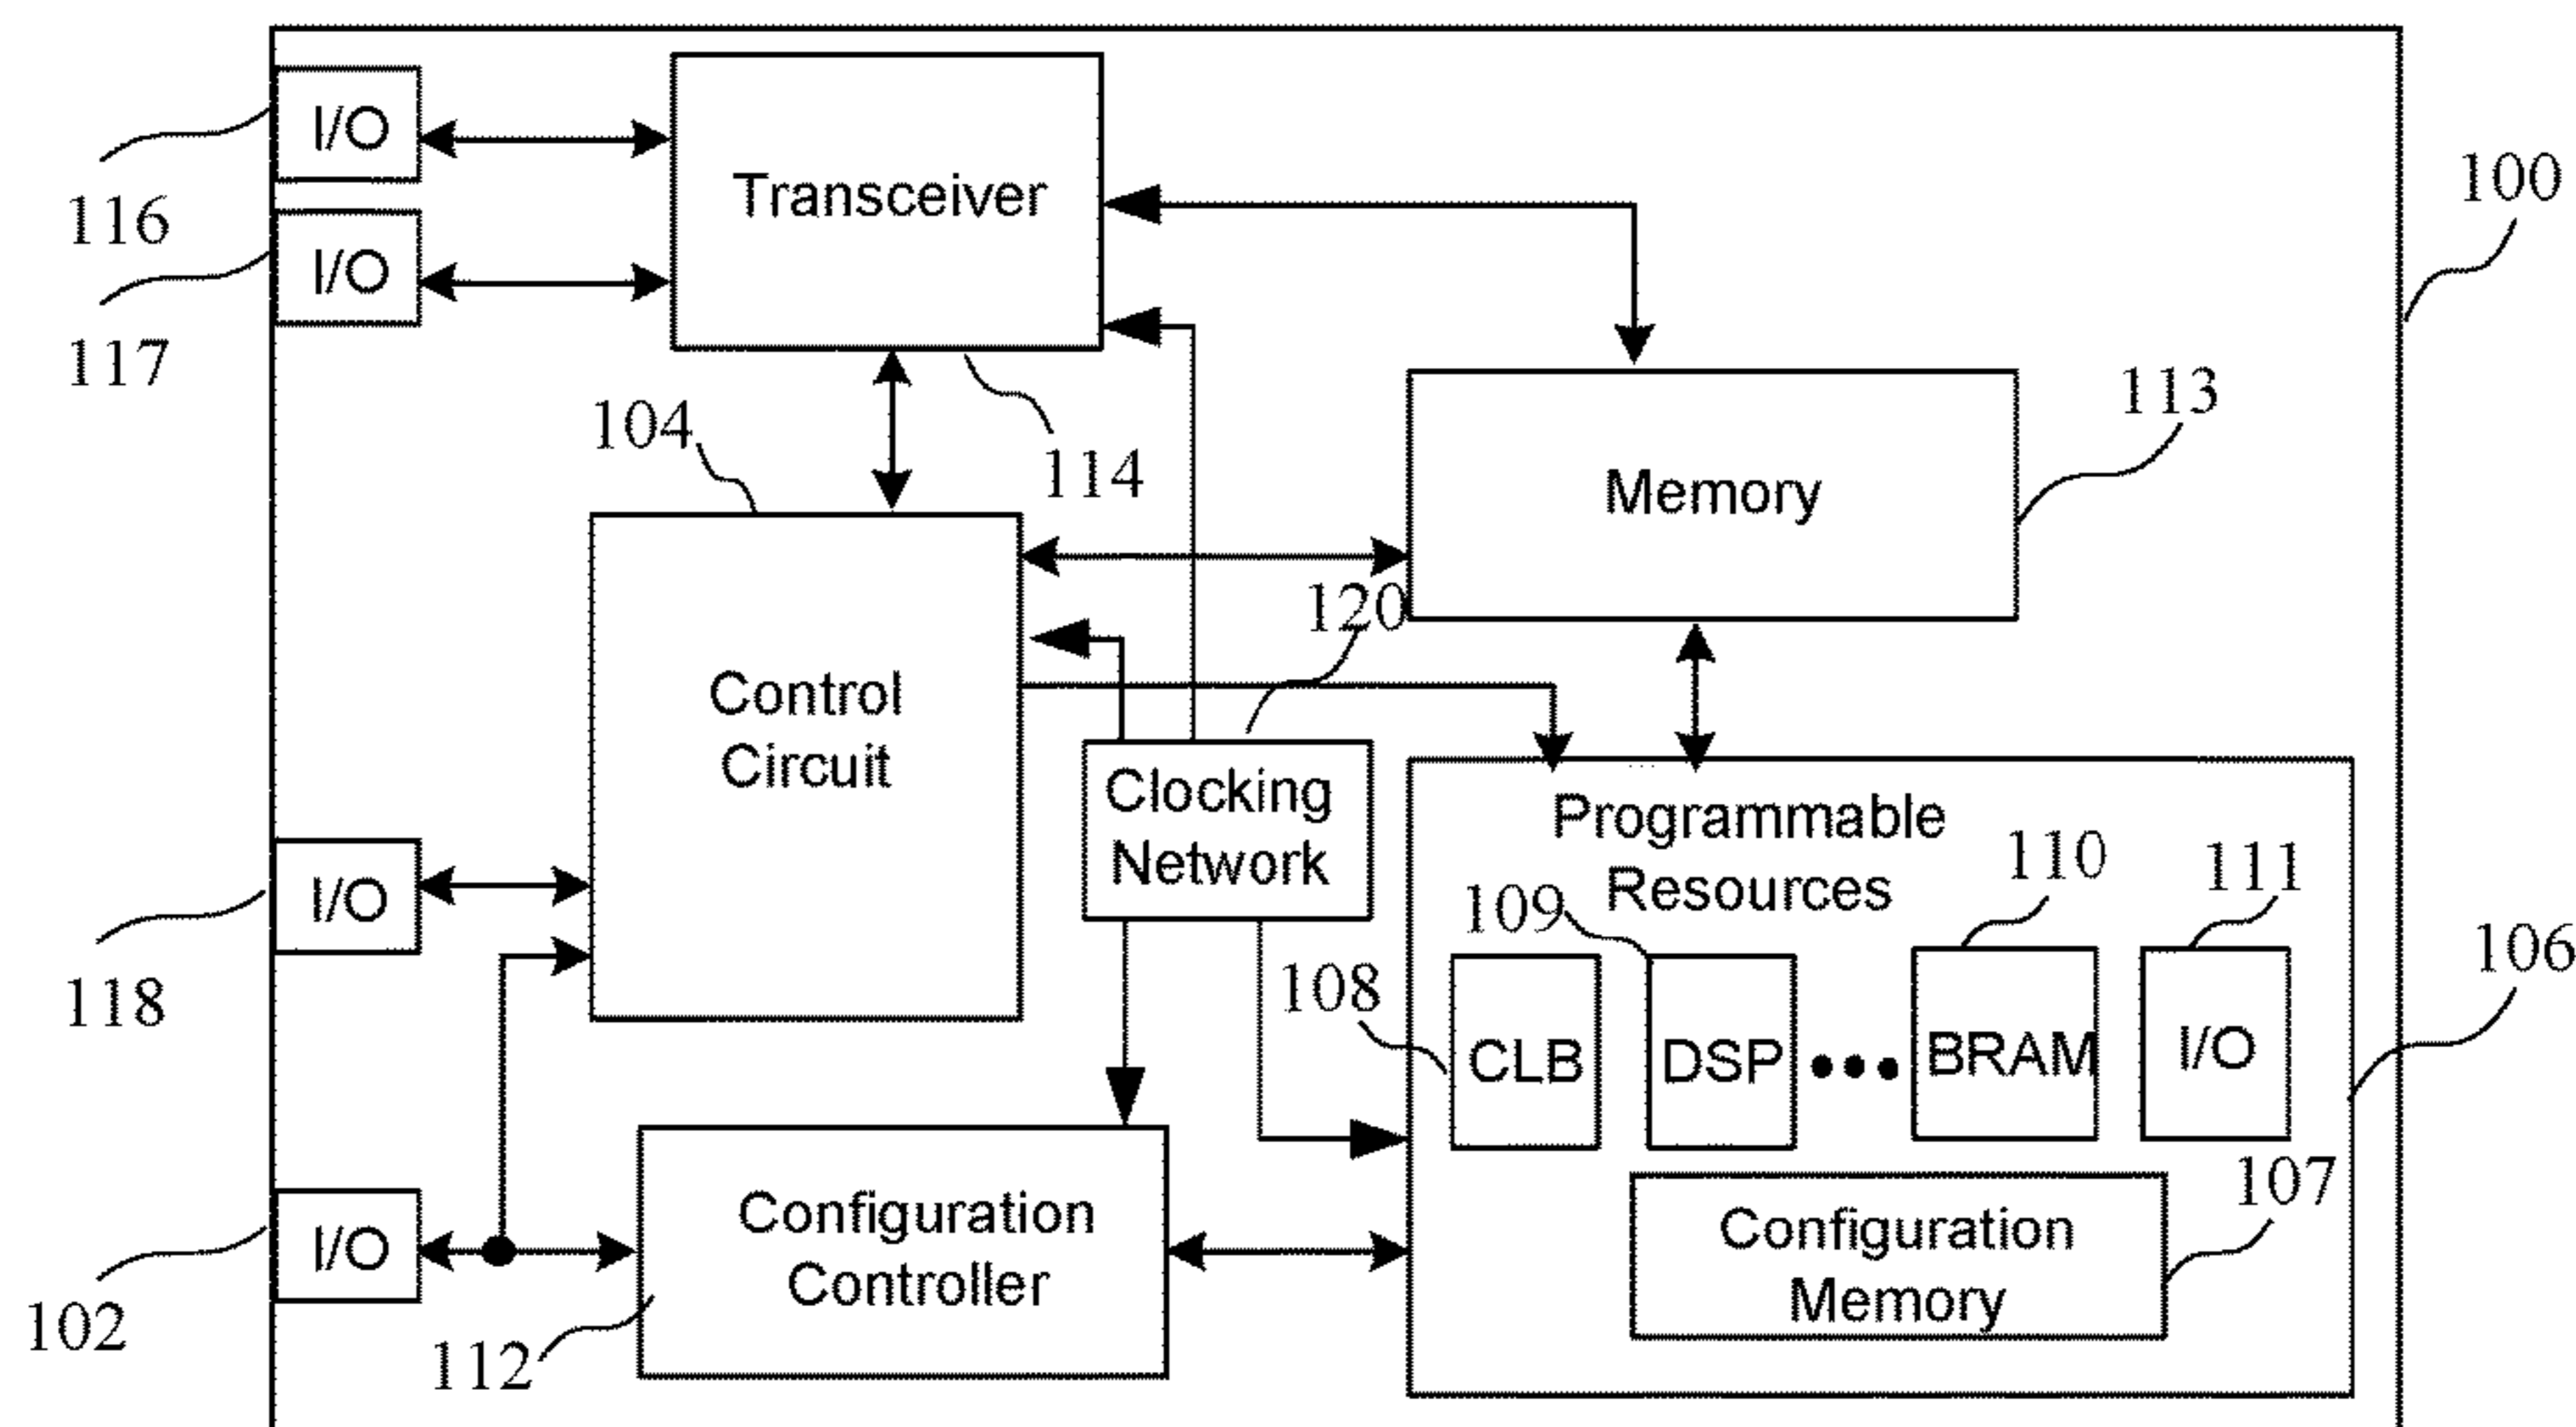 I/O
116
I/O
117
Transceiver
100
104
114
113
Memory
120
Control
Circuit
Clocking
Network
Programmable
Resources
110
111
109
108
106
CLB
DSP
BRAM
I/O
I/O
118
107
Configuration
Memory
I/O
102
Configuration
Controller
112